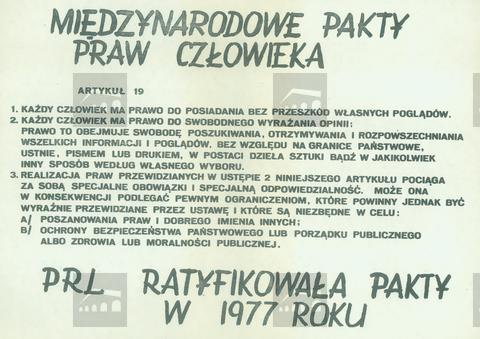 MIĘDZYNARODOWE PAKTY
PRAW CZŁOWIEKA
ARTYKUŁ 19
1. KAŻDY CZŁOWIEK MA PRAWO DO POSIADANIA BEZ PRZESZKÓD WŁASNYCH POGLĄDÓW.
2. KAŻDY CZŁOWIEK MA PRAWO DO SWOBODNEGO WYRAŻANIA OPINII;
PRAWO TO OBEJMUJE SWOBODĘ POSZUKIWANIA, OTRZYMYWANIA I ROZPOWSZECHNIANIA
WSZELKICH INFORMACJI I POGLĄDÓW, BEZ WZGLĘDU NA GRANICE PAŃSTWOWE,
USTNIE, PISMEM LUB DRUKIEM, W POSTACI DZIEŁA SZTUKI BĄDŹ W JAKIKOLWIEK
INNY SPOSÓB WEDŁUG WŁASNEGO WYBORU.
3. REALIZACJA PRAW PRZEWIDZIANYCH W USTĘPIE 2 NINIEJSZEGO ARTYKUŁU POCIĄGA
ZA SOBĄ SPECJALNE OBOWIĄZKI I SPECJALNĄ ODPOWIEDZIALNOŚĆ. MOŻE ONA
W KONSEKWENCJI PODLEGAĆ PEWNYM OGRANICZENIOM, KTÓRE POWINNY JEDNAK BYĆ
WYRAŹNIE PRZEWIDZIANE PRZEZ USTAWĘ I KTÓRE SĄ NIEZBĘDNE W CELU:
A/ POSZANOWANIA PRAW I DOBREGO IMIENIA INNYCH;
B/ OCHRONY BEZPIECZEŃSTWA PAŃSTWOWEGO LUB PORZĄDKU PUBLICZNEGO
ALBO ZDROWIA LUB MORALNOŚCI PUBLICZNEJ.
PRL RATYFIKOWAŁA PAKTY
W 1977 ROKU